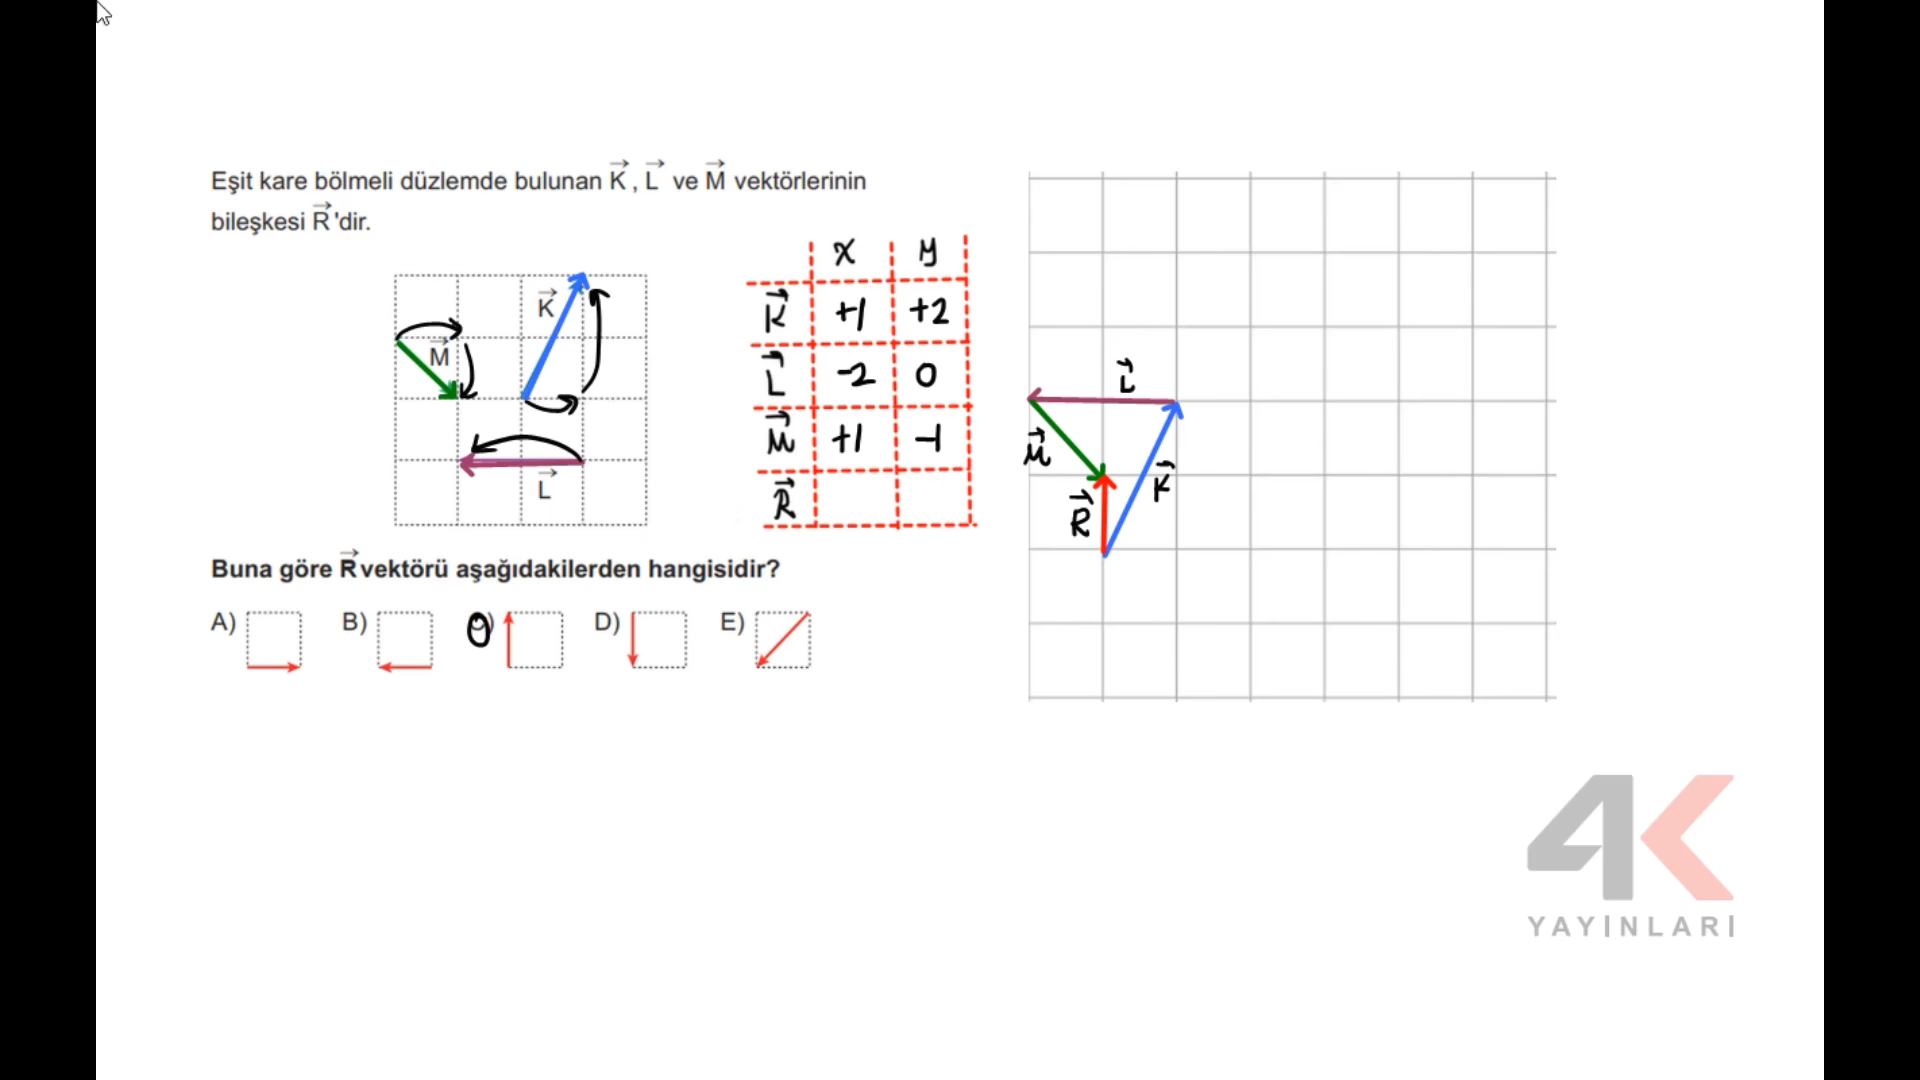 Eşit kare bölmeli düzlemde bulunan K, L ve M vektörlerinin
bileşkesi R'dir.
K
M
L
x y
K +1 +2
L -2 0
M +1 -1
R
Buna göre R vektörü aşağıdakilerden hangisidir?
A) B) C) D) E)
L
M
K
R
4K
YAYINLARI